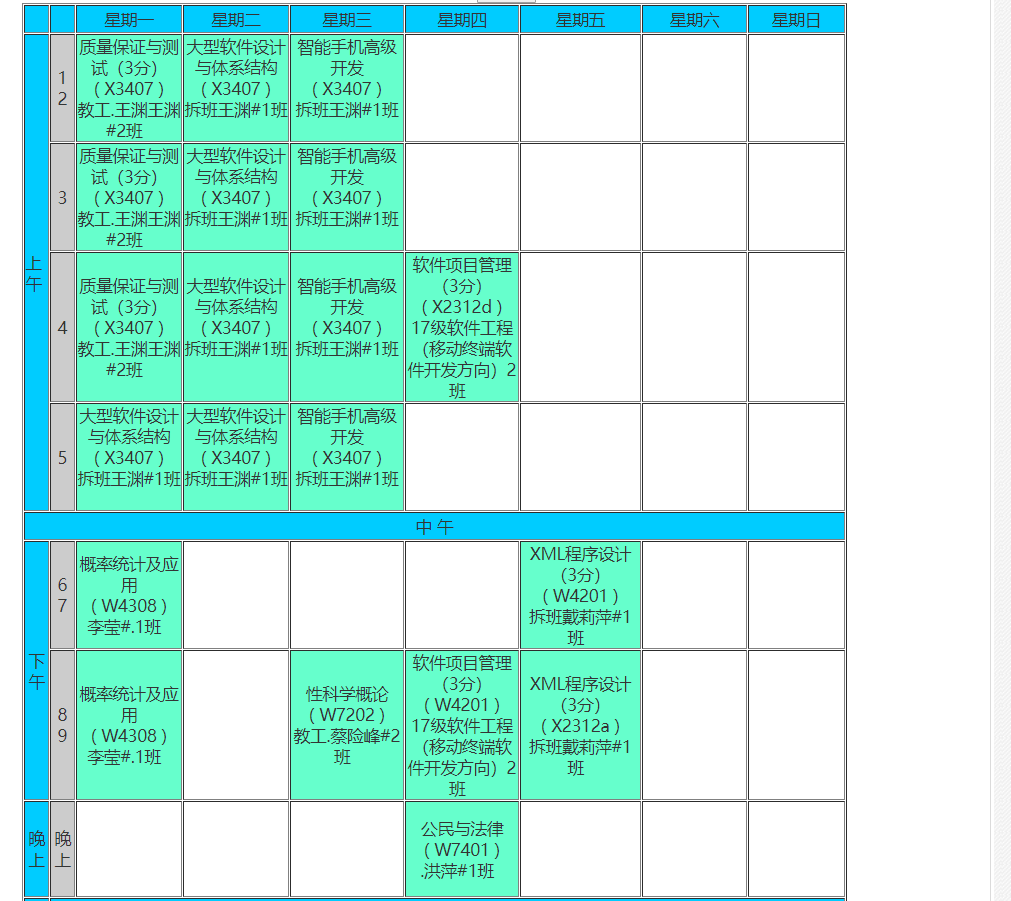 星期一 星期二 星期三 星期四 星期五 星期六 星期日
上
午
1
2
质量保证与测
试（3分）
（X3407）
教工.王渊王渊
#2班
大型软件设计
与体系结构
（X3407）
拆班王渊#1班
智能手机高级
开发
（X3407）
拆班王渊#1班
3
质量保证与测
试（3分）
（X3407）
教工.王渊王渊
#2班
大型软件设计
与体系结构
（X3407）
拆班王渊#1班
智能手机高级
开发
（X3407）
拆班王渊#1班
4
质量保证与测
试（3分）
（X3407）
教工.王渊王渊
#2班
大型软件设计
与体系结构
（X3407）
拆班王渊#1班
智能手机高级
开发
（X3407）
拆班王渊#1班
软件项目管理
（3分）
（X2312d）
17级软件工程
（移动终端软
件开发方向）2
班
5
大型软件设计
与体系结构
（X3407）
拆班王渊#1班
大型软件设计
与体系结构
（X3407）
拆班王渊#1班
智能手机高级
开发
（X3407）
拆班王渊#1班
中 午
下
午
6
7
概率统计及应
用
（W4308）
李莹#.1班
XML程序设计
（3分）
（W4201）
拆班戴莉萍#1
班
8
9
概率统计及应
用
（W4308）
李莹#.1班
性科学概论
（W7202）
教工.蔡险峰#2
班
软件项目管理
（3分）
（W4201）
17级软件工程
（移动终端软
件开发方向）2
班
XML程序设计
（3分）
（X2312a）
拆班戴莉萍#1
班
晚
上
晚
上
公民与法律
（W7401）
.洪萍#1班